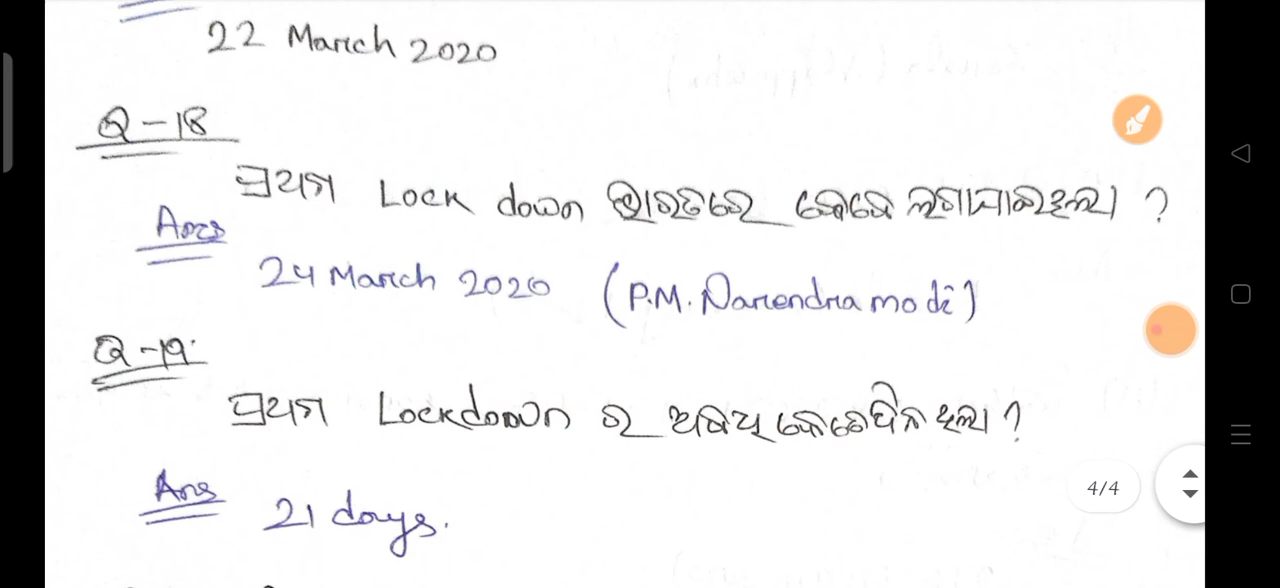 22 March 2020
Q-18
ପ୍ରଥମ Lock down ଭାରତରେ କେବେ ଲଗାଯାଇଥିଲା ?
Ans
24 March 2020 (P.M. Narendra modi)
Q-19.
ପ୍ରଥମ Lockdown ର ଅବଧି କେତେଦିନ ଥିଲା ?
Ans
21 days.
4/4